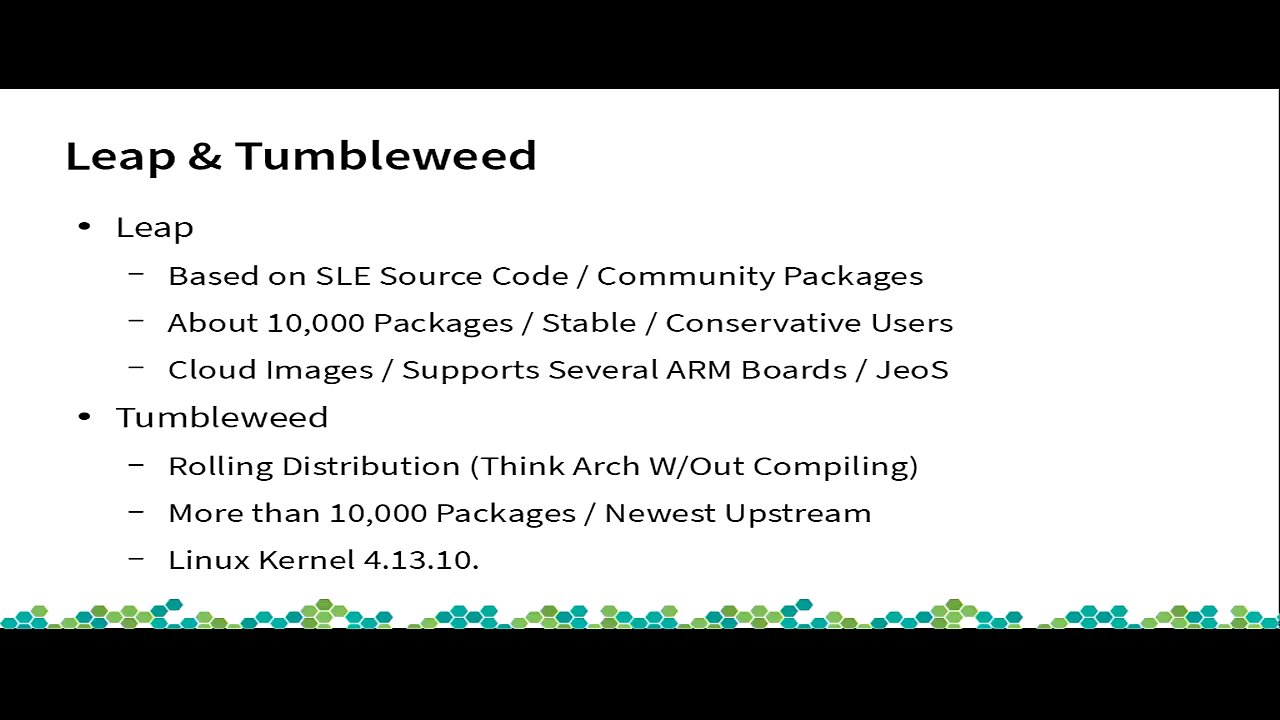 Leap & Tumbleweed
• Leap
– Based on SLE Source Code / Community Packages
– About 10,000 Packages / Stable / Conservative Users
– Cloud Images / Supports Several ARM Boards / JeoS
• Tumbleweed
– Rolling Distribution (Think Arch W/Out Compiling)
– More than 10,000 Packages / Newest Upstream
– Linux Kernel 4.13.10.